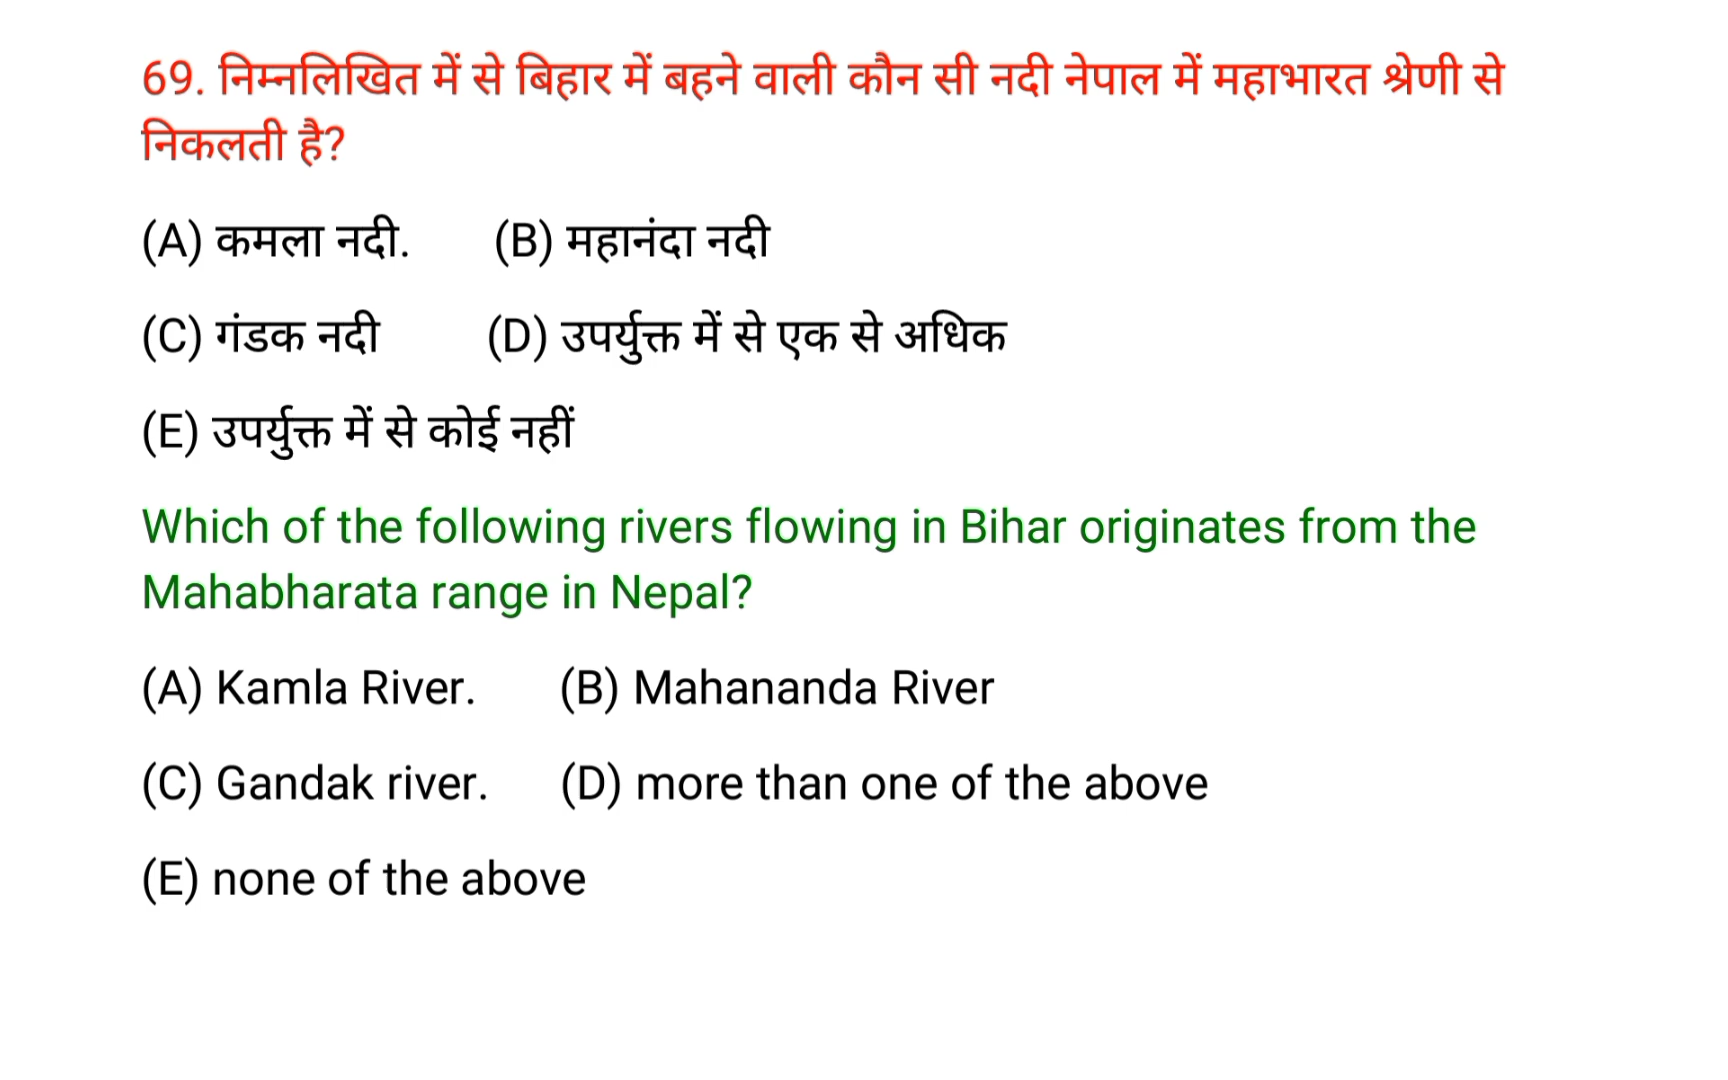 69. निम्नलिखित में से बिहार में बहने वाली कौन सी नदी नेपाल में महाभारत श्रेणी से
निकलती है?
(A) कमला नदी. (B) महानंदा नदी
(C) गंडक नदी (D) उपर्युक्त में से एक से अधिक
(E) उपर्युक्त में से कोई नहीं
Which of the following rivers flowing in Bihar originates from the
Mahabharata range in Nepal?
(A) Kamla River. (B) Mahananda River
(C) Gandak river. (D) more than one of the above
(E) none of the above